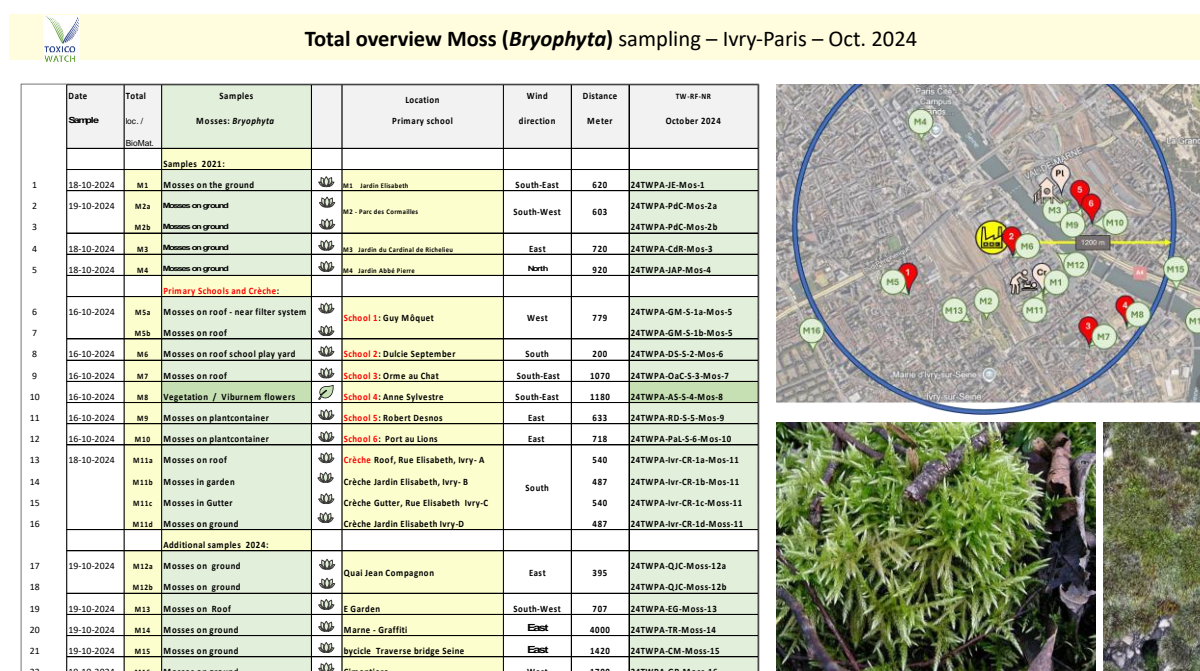 TOXICO
WATCH
Total overview Moss (Bryophyta) sampling – Ivry-Paris – Oct. 2024
Date Sample Total loc. / BioMat. Samples Mosses: Bryophyta Location Primary school Wind direction Distance Meter TW-RF-NR October 2024
Samples 2021:
1 18-10-2024 M1 Mosses on the ground M1 Jardin Elisabeth South-East 620 24TWPA-JE-Mos-1
2 19-10-2024 M2a Mosses on ground M2 - Parc des Cormailles South-West 603 24TWPA-PdC-Mos-2a
3 M2b Mosses on ground 24TWPA-PdC-Mos-2b
4 18-10-2024 M3 Mosses on ground M3 Jardin du Cardinal de Richelieu East 720 24TWPA-CdR-Mos-3
5 18-10-2024 M4 Mosses on ground M4 Jardin Abbé Pierre North 920 24TWPA-JAP-Mos-4
Primary Schools and Crèche:
6 16-10-2024 M5a Mosses on roof - near filter system School 1: Guy Môquet West 779 24TWPA-GM-S-1a-Mos-5
7 M5b Mosses on roof 24TWPA-GM-S-1b-Mos-5
8 16-10-2024 M6 Mosses on roof school play yard School 2: Dulcie September South 200 24TWPA-DS-S-2-Mos-6
9 16-10-2024 M7 Mosses on roof School 3: Orme au Chat South-East 1070 24TWPA-OaC-S-3-Mos-7
10 16-10-2024 M8 Vegetation / Viburnem flowers School 4: Anne Sylvestre South-East 1180 24TWPA-AS-S-4-Mos-8
11 16-10-2024 M9 Mosses on plantcontainer School 5: Robert Desnos East 633 24TWPA-RD-S-5-Mos-9
12 16-10-2024 M10 Mosses on plantcontainer School 6: Port au Lions East 718 24TWPA-PaL-S-6-Mos-10
13 18-10-2024 M11a Mosses on roof Crèche Roof, Rue Elisabeth, Ivry- A South 540 24TWPA-Ivr-CR-1a-Mos-11
14 M11b Mosses in garden Crèche Jardin Elisabeth, Ivry- B 487 24TWPA-Ivr-CR-1b-Mos-11
15 M11c Mosses in Gutter Crèche Gutter, Rue Elisabeth Ivry-C 540 24TWPA-Ivr-CR-1c-Moss-11
16 M11d Mosses on ground Crèche Jardin Elisabeth Ivry-D 487 24TWPA-Ivr-CR-1d-Mos-11
Additional samples 2024:
17 19-10-2024 M12a Mosses on ground Quai Jean Compagnon East 395 24TWPA-QJC-Moss-12a
18 M12b Mosses on ground 24TWPA-QJC-Moss-12b
19 19-10-2024 M13 Mosses on Roof E Garden South-West 707 24TWPA-EG-Moss-13
20 19-10-2024 M14 Mosses on ground Marne - Graffiti East 4000 24TWPA-TR-Moss-14
21 19-10-2024 M15 Mosses on ground bycicle Traverse bridge Seine East 1420 24TWPA-CM-Moss-15
Campus
M4
La Grand
VAL-DE-MARNE
Pl
5
M3
6
M9
M10
2
M6
1200 m
M12
A4
M15
1
M5
Cr
M1
M13
M2
M11
4
M8
M16
3
M7
Mairie d'Ivry-sur-Seine
Ivry-sur-Seine